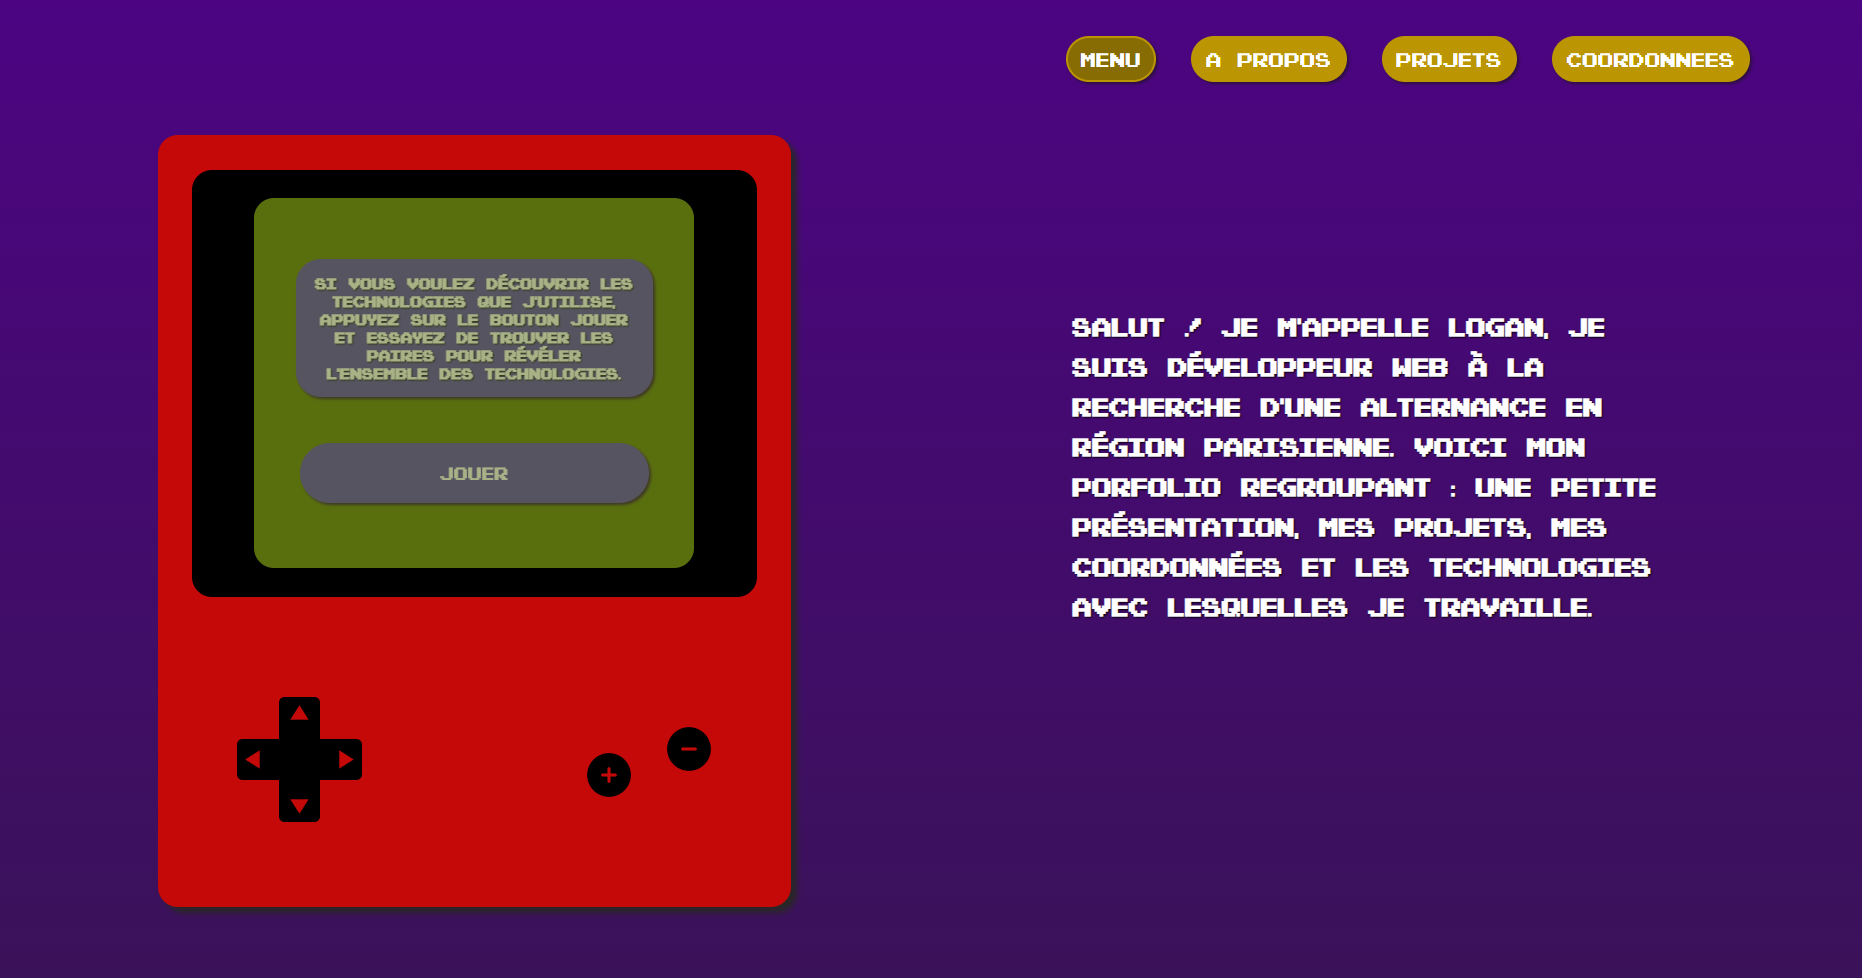 MENU A PROPOS PROJETS COORDONNEES
SI VOUS VOULEZ DÉCOUVRIR LES
TECHNOLOGIES QUE J'UTILISE,
APPUYEZ SUR LE BOUTON JOUER
ET ESSAYEZ DE TROUVER LES
PAIRES POUR RÉVÉLER
L'ENSEMBLE DES TECHNOLOGIES.
JOUER
+
-
SALUT ! JE M'APPELLE LOGAN, JE
SUIS DÉVELOPPEUR WEB À LA
RECHERCHE D'UNE ALTERNANCE EN
RÉGION PARISIENNE. VOICI MON
PORFOLIO REGROUPANT : UNE PETITE
PRÉSENTATION, MES PROJETS, MES
COORDONNÉES ET LES TECHNOLOGIES
AVEC LESQUELLES JE TRAVAILLE.